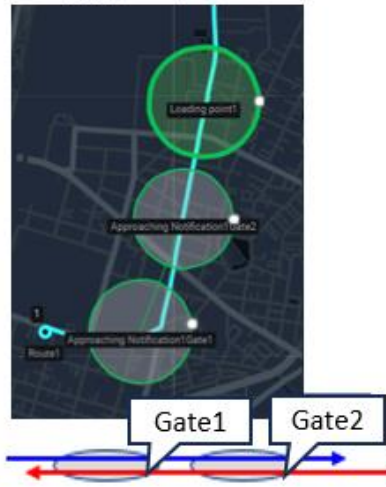 Loading point1
Approaching Notification1Gate2
1
Approaching Notification1Gate1
Route1
Gate1
Gate2